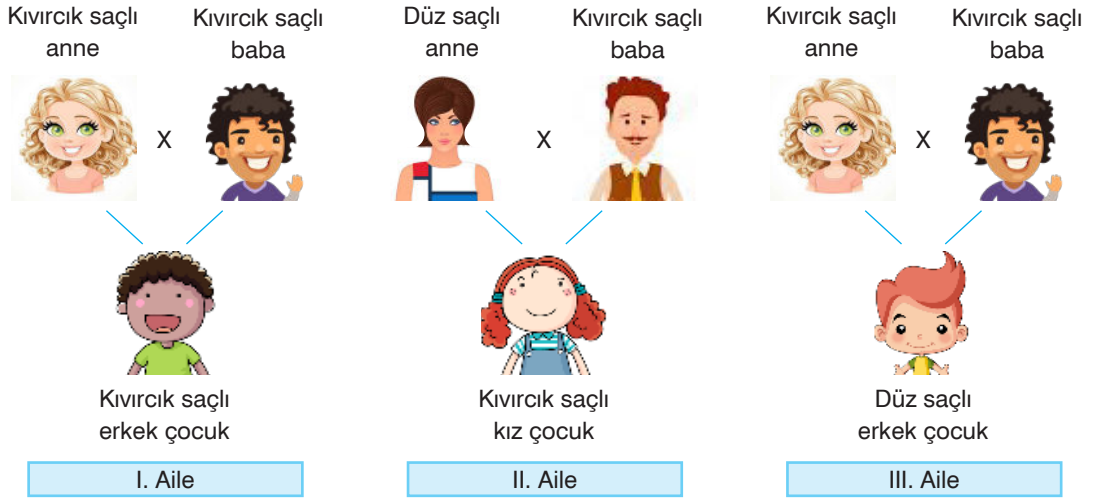 Kıvırcık saçlı anne
Kıvırcık saçlı baba
X
Kıvırcık saçlı erkek çocuk
I. Aile
Düz saçlı anne
Kıvırcık saçlı baba
X
Kıvırcık saçlı kız çocuk
II. Aile
Kıvırcık saçlı anne
Kıvırcık saçlı baba
X
Düz saçlı erkek çocuk
III. Aile